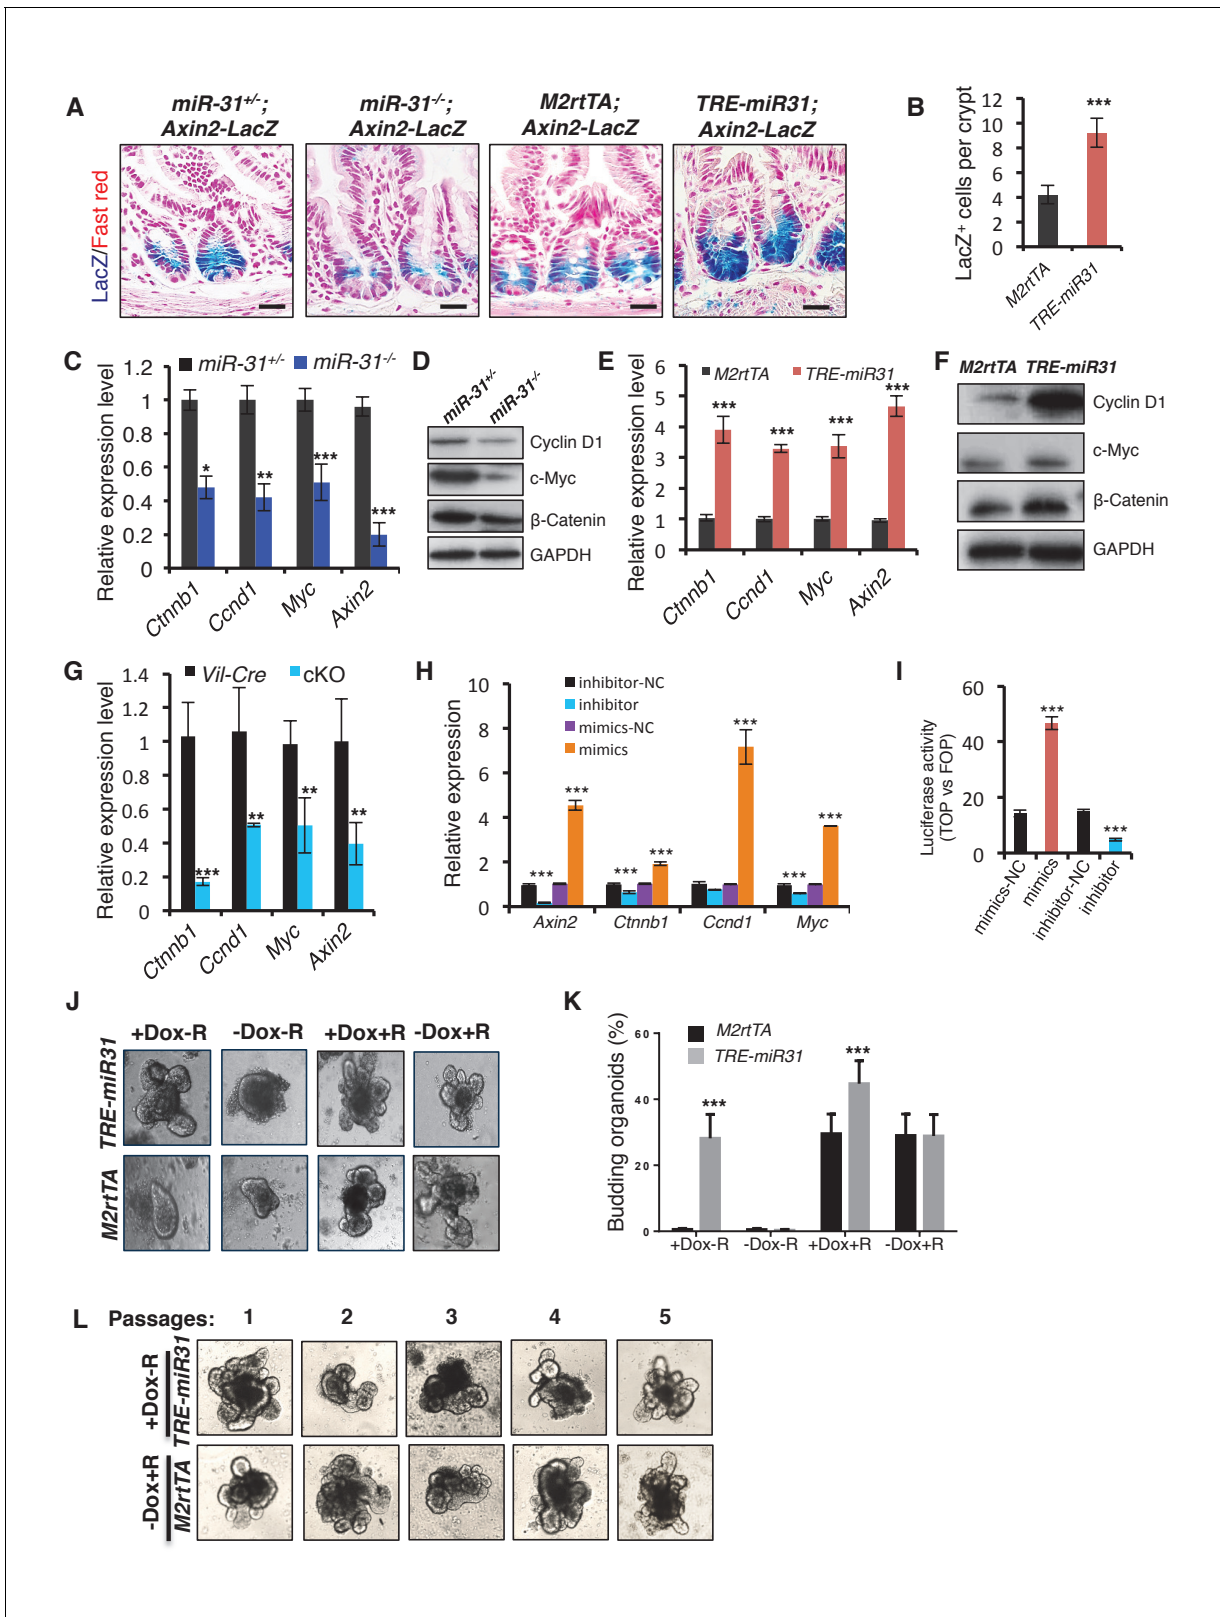 A
miR-31+/-;
Axin2-LacZ
miR-31-/-;
Axin2-LacZ
M2rtTA;
Axin2-LacZ
TRE-miR31;
Axin2-LacZ
LacZ/Fast red
B
LacZ+ cells per crypt
12
10
8
6
4
2
0
***
M2rtTA
TRE-miR31
C
Relative expression level
miR-31+/-
miR-31-/-
1.2
1
0.8
0.6
0.4
0.2
0
*
**
***
***
Ctnnb1
Ccnd1
Myc
Axin2
D
miR-31+/-
miR-31-/-
Cyclin D1
c-Myc
β-Catenin
GAPDH
E
Relative expression level
M2rtTA
TRE-miR31
6
5
4
3
2
1
0
***
***
***
***
Ctnnb1
Ccnd1
Myc
Axin2
F
M2rtTA TRE-miR31
Cyclin D1
c-Myc
β-Catenin
GAPDH
G
Relative expression level
Vil-Cre
cKO
1.4
1.2
1
0.8
0.6
0.4
0.2
0
***
**
**
**
Ctnnb1
Ccnd1
Myc
Axin2
H
Relative expression
10
8
6
4
2
0
inhibitor-NC
inhibitor
mimics-NC
mimics
***
***
***
***
***
***
***
Axin2
Ctnnb1
Ccnd1
Myc
I
Luciferase activity
(TOP vs FOP)
60
40
20
0
***
***
mimics-NC
mimics
inhibitor-NC
inhibitor
J
+Dox-R
-Dox-R
+Dox+R
-Dox+R
TRE-miR31
M2rtTA
K
Budding organoids (%)
M2rtTA
TRE-miR31
60
40
20
0
***
***
+Dox-R
-Dox-R
+Dox+R
-Dox+R
L
Passages:
1
2
3
4
5
+Dox-R
TRE-miR31
-Dox+R
M2rtTA